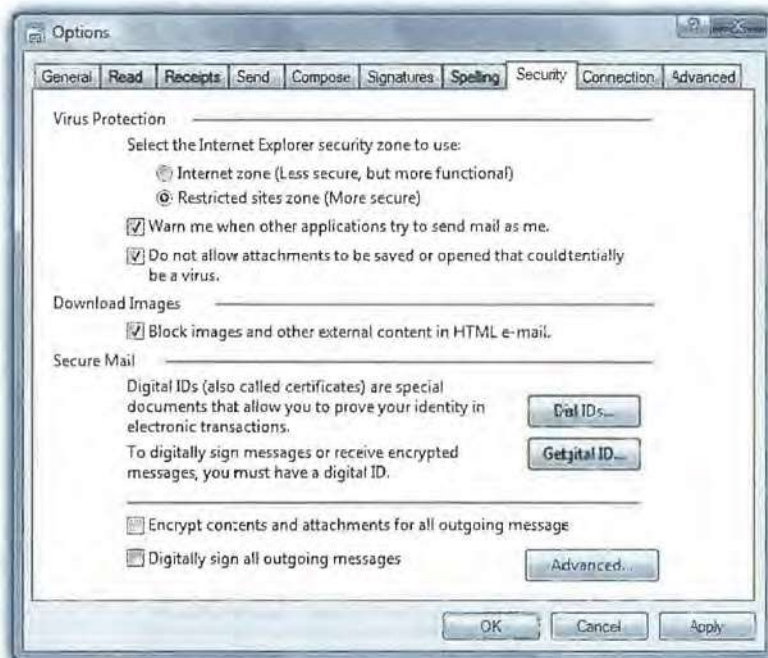 Options
General Read Receipts Send Compose Signatures Spelling Security Connection Advanced
Virus Protection
Select the Internet Explorer security zone to use:
Internet zone (Less secure, but more functional)
Restricted sites zone (More secure)
Warn me when other applications try to send mail as me.
Do not allow attachments to be saved or opened that couldtentially
be a virus.
Download Images
Block images and other external content in HTML e-mail.
Secure Mail
Digital IDs (also called certificates) are special
documents that allow you to prove your identity in
electronic transactions.
Dial IDs...
To digitally sign messages or receive encrypted
messages, you must have a digital ID.
Getgital ID...
Encrypt contents and attachments for all outgoing message
Digitally sign all outgoing messages
Advanced...
OK Cancel Apply